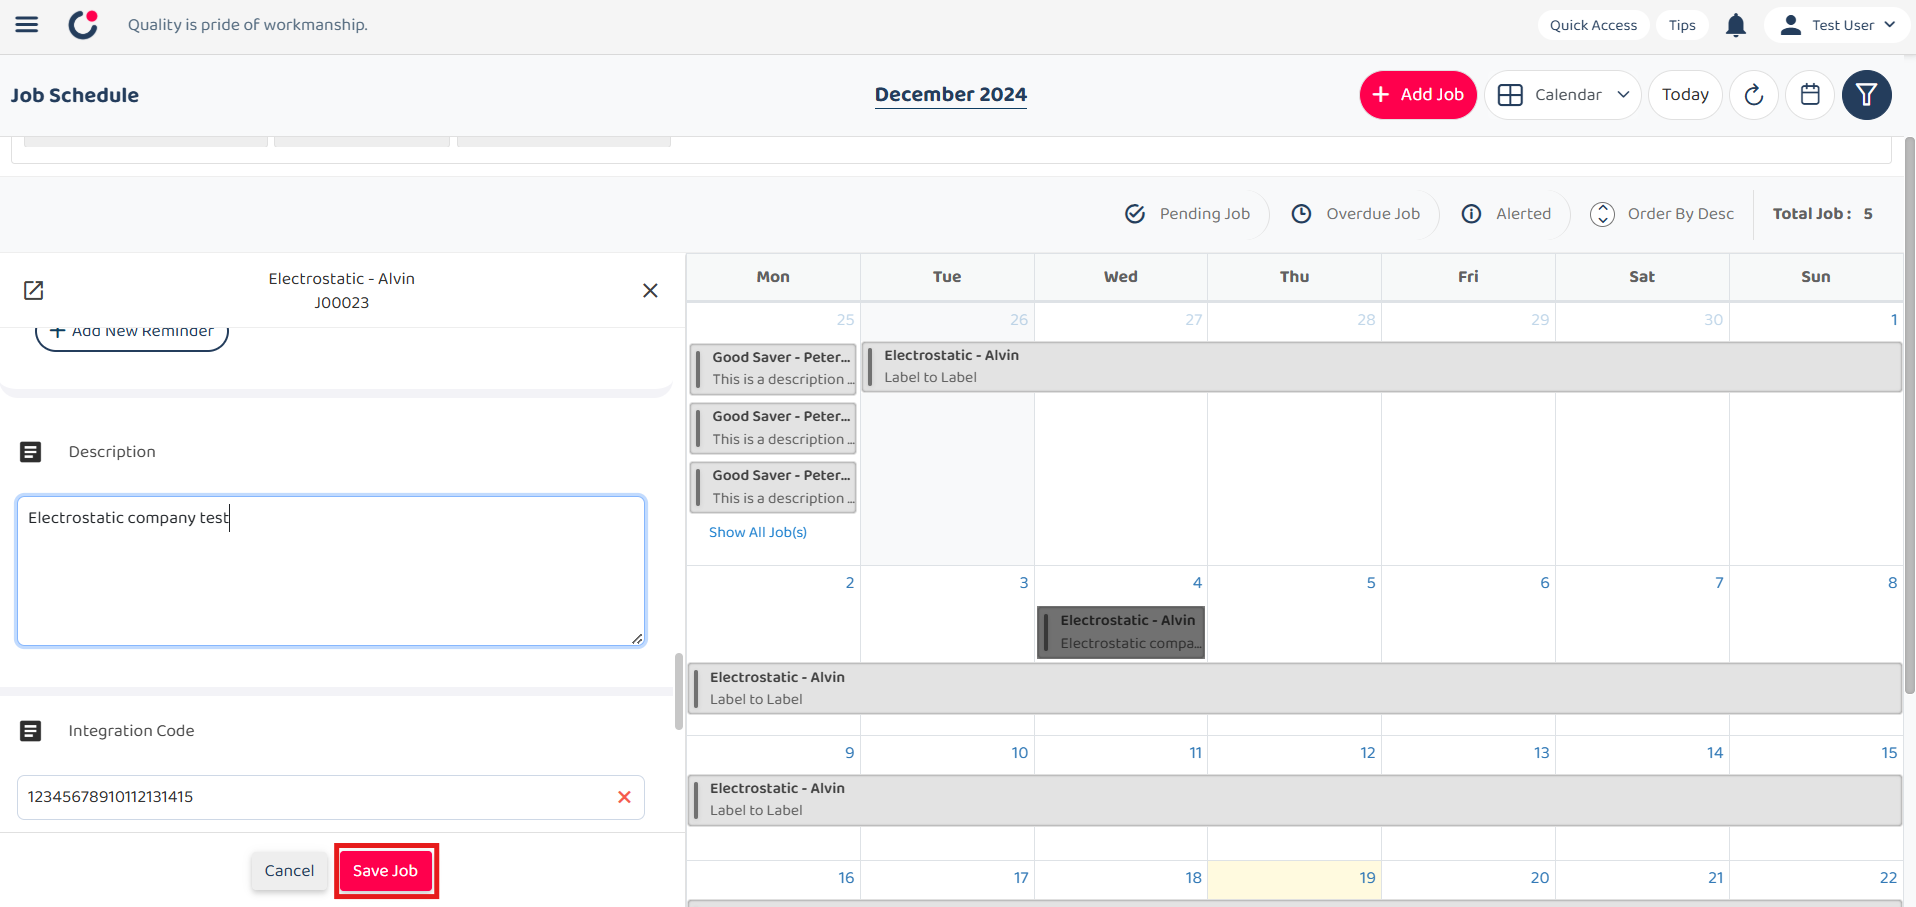 Quality is pride of workmanship.
Quick Access
Tips
Test User
Job Schedule
December 2024
+ Add Job
Calendar
Today
Pending Job
Overdue Job
Alerted
Order By Desc
Total Job : 5
Electrostatic - Alvin
J00023
+ Add New Reminder
Description
Electrostatic company test
Integration Code
12345678910112131415
Cancel
Save Job
Mon Tue Wed Thu Fri Sat Sun
25 26 27 28 29 30 1
Good Saver - Peter...
This is a description ...
Electrostatic - Alvin
Label to Label
Good Saver - Peter...
This is a description ...
Good Saver - Peter...
This is a description ...
Show All Job(s)
2 3 4 5 6 7 8
Electrostatic - Alvin
Electrostatic compa...
Electrostatic - Alvin
Label to Label
9 10 11 12 13 14 15
Electrostatic - Alvin
Label to Label
16 17 18 19 20 21 22